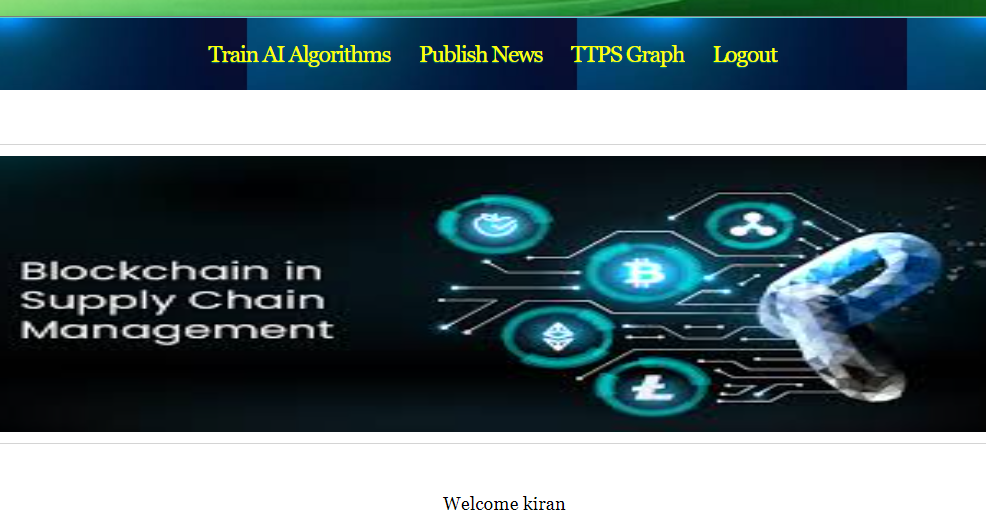 Train AI Algorithms Publish News TTPS Graph Logout
Blockchain in
Supply Chain
Management
Welcome kiran